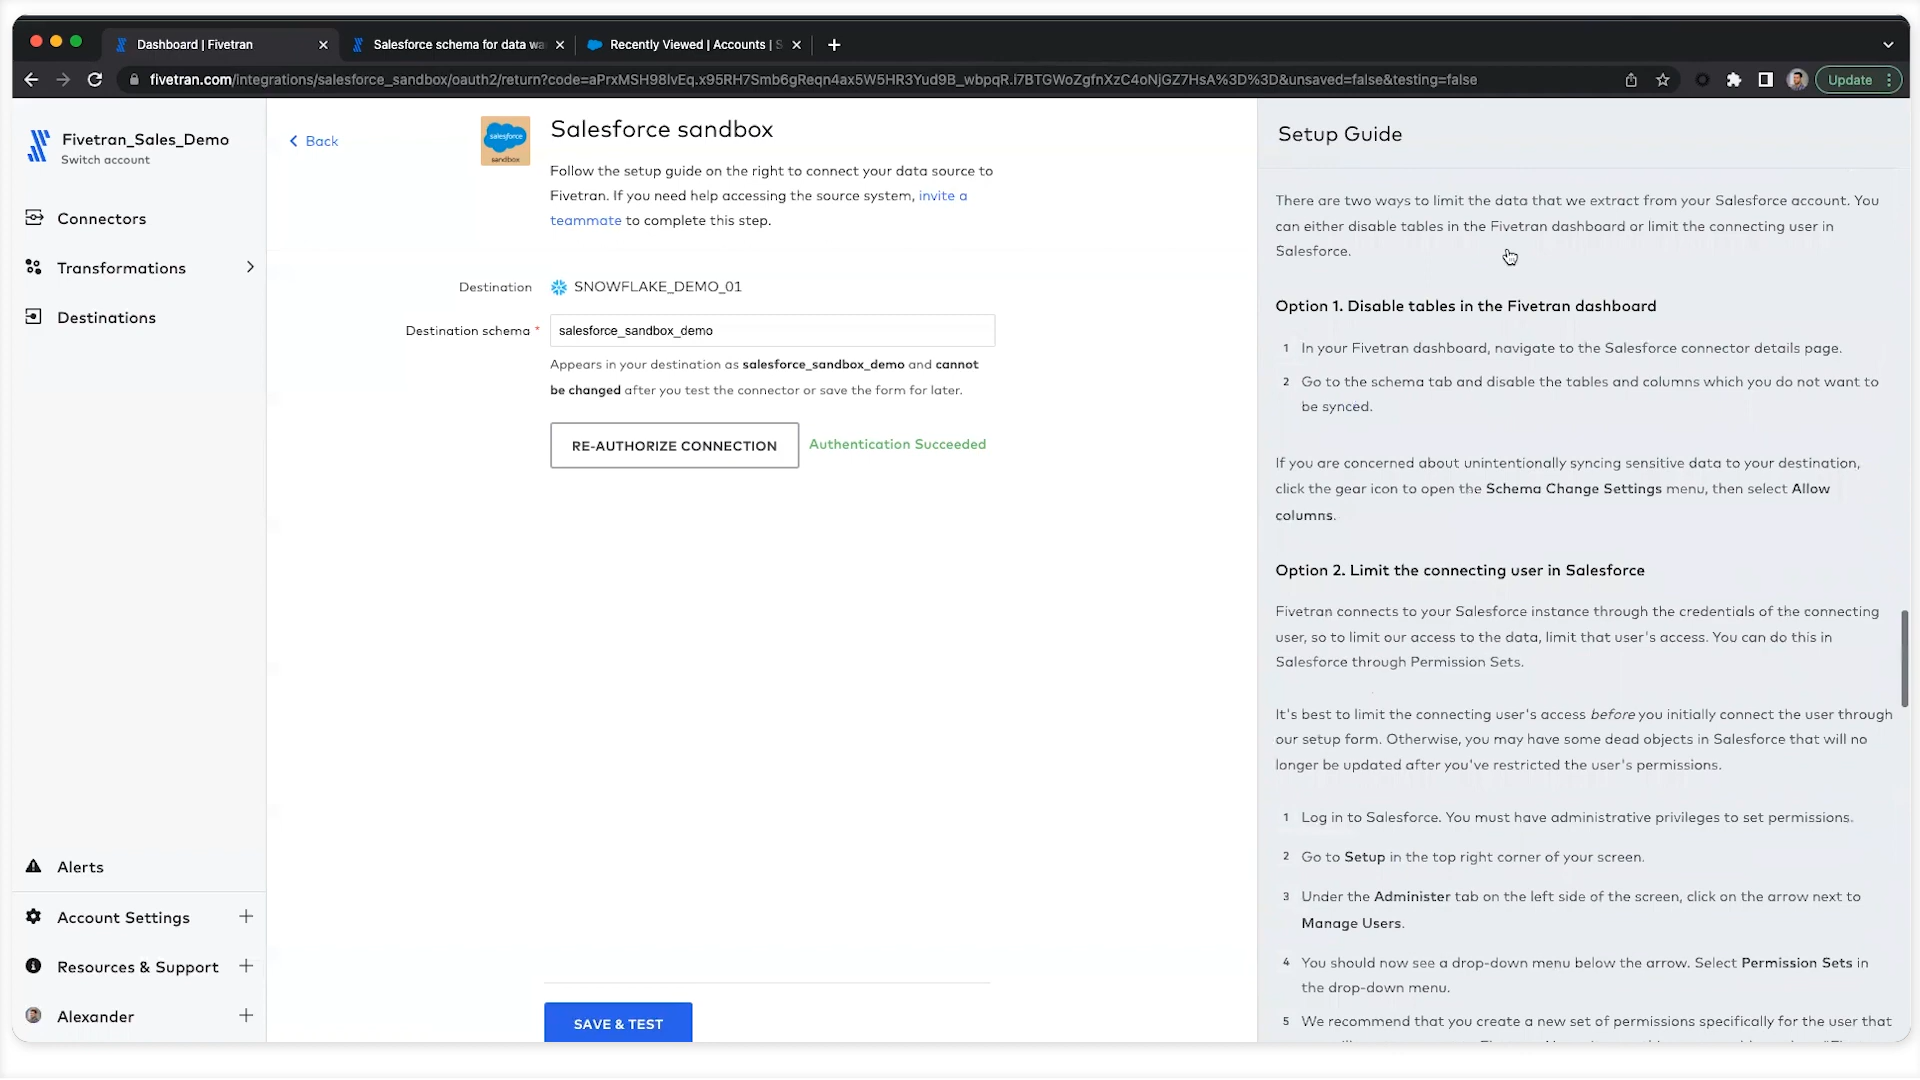 Dashboard | Fivetran
Salesforce schema for data wa
Recently Viewed | Accounts | S
Update
Fivetran_Sales_Demo
Switch account
Connectors
Transformations
Destinations
Alerts
Account Settings
Resources & Support
Alexander
Back
salesforce
sandbox
Salesforce sandbox
Follow the setup guide on the right to connect your data source to
Fivetran. If you need help accessing the source system, invite a
teammate to complete this step.
Destination
SNOWFLAKE_DEMO_01
Destination schema *
salesforce_sandbox_demo
Appears in your destination as salesforce_sandbox_demo and cannot
be changed after you test the connector or save the form for later.
RE-AUTHORIZE CONNECTION
Authentication Succeeded
SAVE & TEST
Setup Guide
There are two ways to limit the data that we extract from your Salesforce account. You
can either disable tables in the Fivetran dashboard or limit the connecting user in
Salesforce.
Option 1. Disable tables in the Fivetran dashboard
1 In your Fivetran dashboard, navigate to the Salesforce connector details page.
2 Go to the schema tab and disable the tables and columns which you do not want to
be synced.
If you are concerned about unintentionally syncing sensitive data to your destination,
click the gear icon to open the Schema Change Settings menu, then select Allow
columns.
Option 2. Limit the connecting user in Salesforce
Fivetran connects to your Salesforce instance through the credentials of the connecting
user, so to limit our access to the data, limit that user's access. You can do this in
Salesforce through Permission Sets.
It's best to limit the connecting user's access before you initially connect the user through
our setup form. Otherwise, you may have some dead objects in Salesforce that will no
longer be updated after you've restricted the user's permissions.
1 Log in to Salesforce. You must have administrative privileges to set permissions.
2 Go to Setup in the top right corner of your screen.
3 Under the Administer tab on the left side of the screen, click on the arrow next to
Manage Users.
4 You should now see a drop-down menu below the arrow. Select Permission Sets in
the drop-down menu.
5 We recommend that you create a new set of permissions specifically for the user that